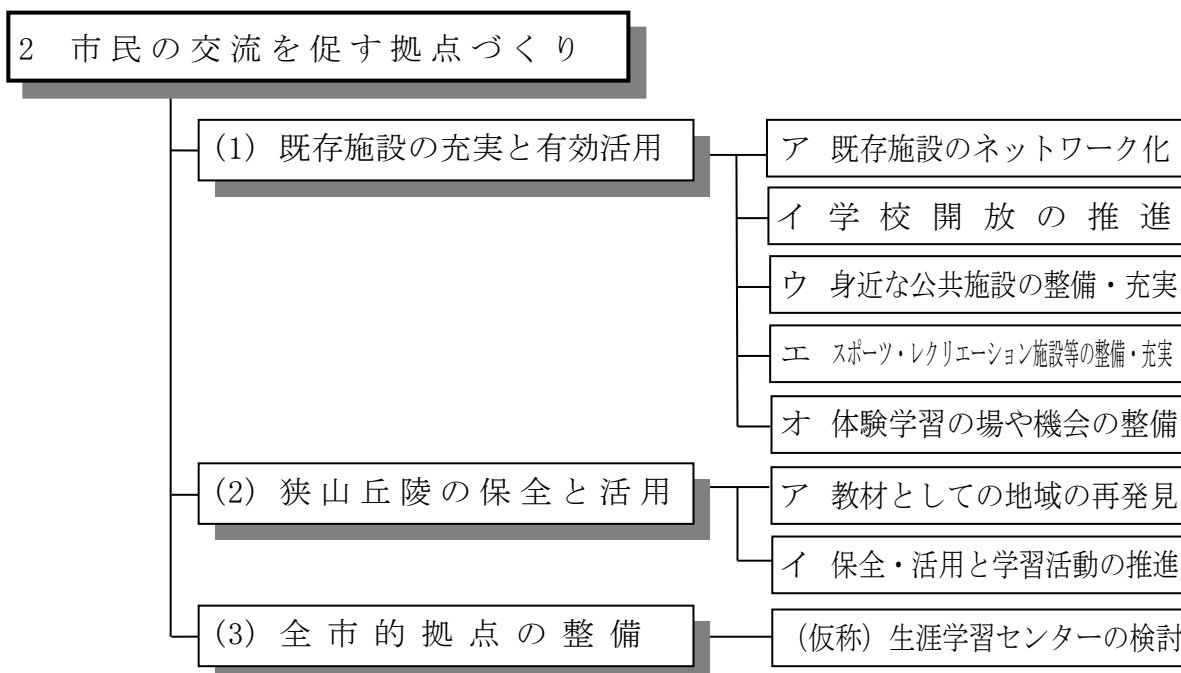 2 市民の交流を促す拠点づくり
(1) 既存施設の充実と有効活用
ア 既存施設のネットワーク化
イ 学校開放の推進
ウ 身近な公共施設の整備・充実
エ スポーツ・レクリエーション施設等の整備・充実
オ 体験学習の場や機会の整備
(2) 狭山丘陵の保全と活用
ア 教材としての地域の再発見
イ 保全・活用と学習活動の推進
(3) 全市的拠点の整備
(仮称) 生涯学習センターの検討